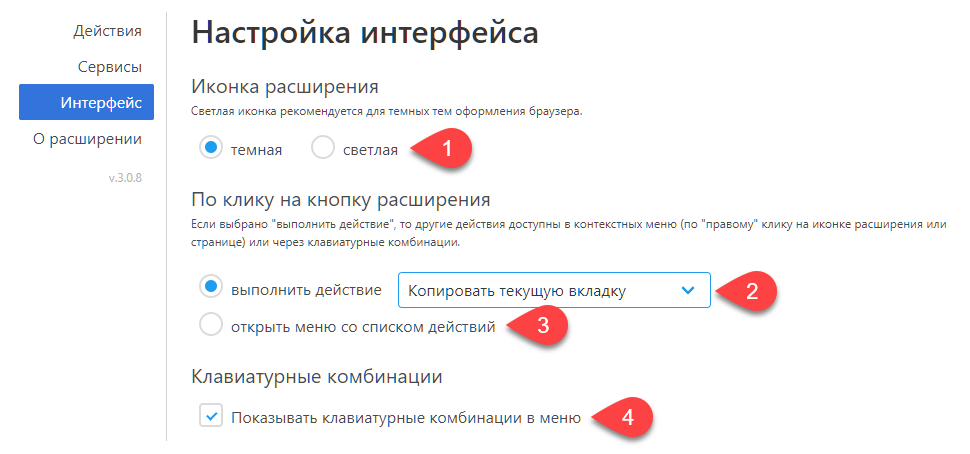 Действия
Сервисы
Интерфейс
О расширении
v.3.0.8
Настройка интерфейса
Иконка расширения
Светлая иконка рекомендуется для темных тем оформления браузера.
темная светлая 1
По клику на кнопку расширения
Если выбрано "выполнить действие", то другие действия доступны в контекстных меню (по "правому" клику на иконке расширения или
странице) или через клавиатурные комбинации.
выполнить действие Копировать текущую вкладку 2
открыть меню со списком действий 3
Клавиатурные комбинации
Показывать клавиатурные комбинации в меню 4